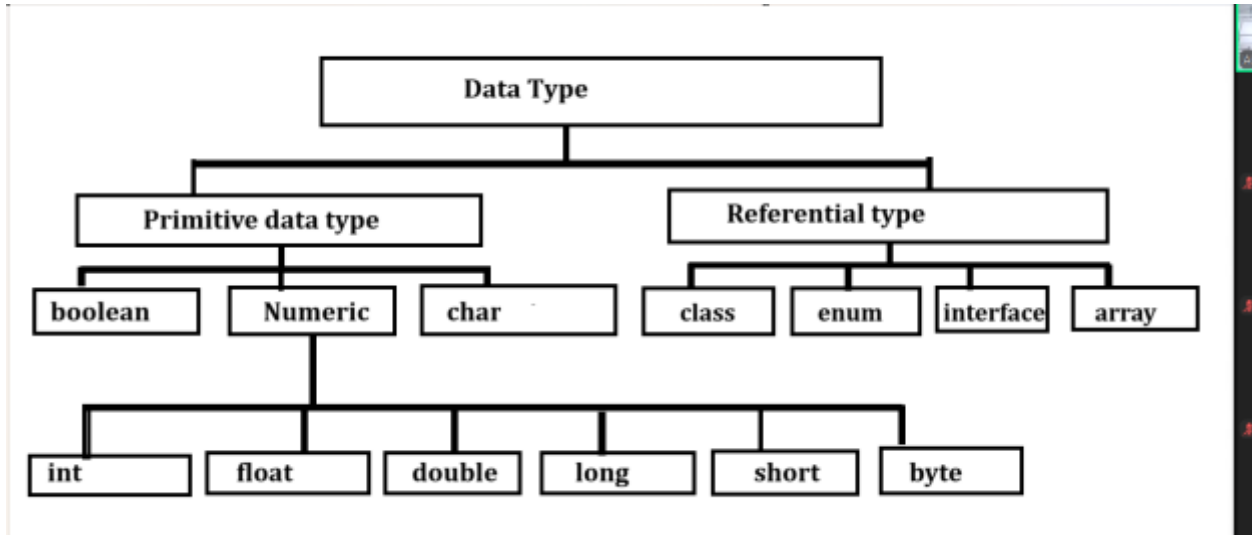 Data Type
Primitive data type
Referential type
boolean
Numeric
char
class
enum
interface
array
int
float
double
long
short
byte